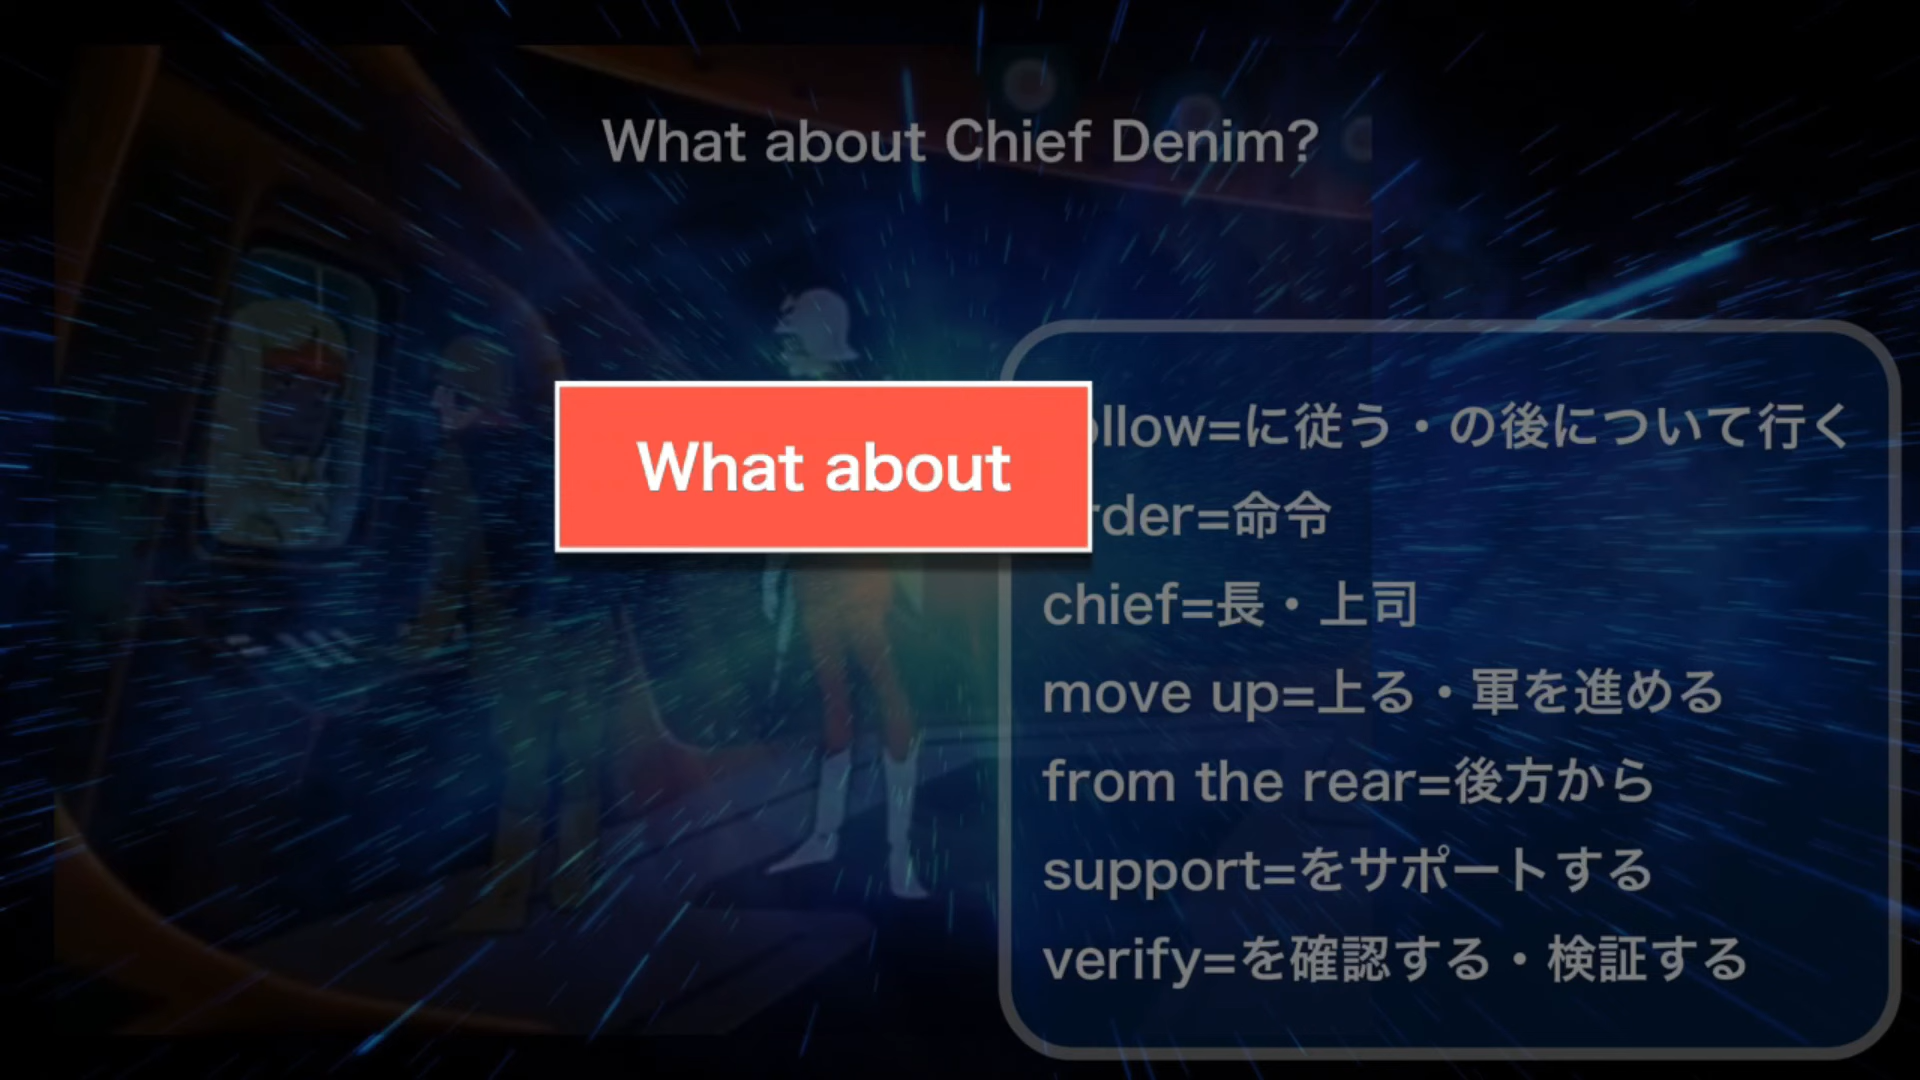 What about Chief Denim?
What about
ollow=に従う・の後について行く
rder=命令
chief=長・上司
move up=上る・軍を進める
from the rear=後方から
support=をサポートする
verify=を確認する・検証する